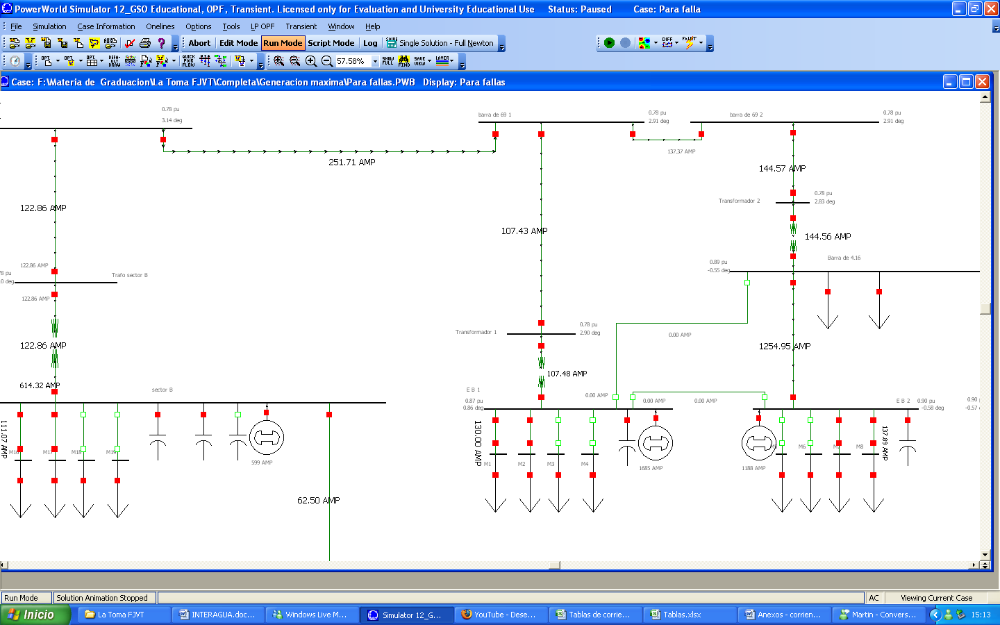 PowerWorld Simulator 12_GSO Educational, OPF, Transient. Licensed only for Evaluation and University Educational Use Status: Paused Case: Para falla
File Simulation Case Information Onelines Options Tools LP OPF Transient Window Help
Abort Edit Mode Run Mode Script Mode Log Single Solution - Full Newton
57.58%
Case: F:\Materia de Graduacion\La Toma FJVT\Completa\Generacion maxima\Para fallas.PWB Display: Para fallas
0.78 pu
3.14 deg
barra de 69 1
0.78 pu
2.91 deg
barra de 69 2
0.78 pu
2.91 deg
137.37 AMP
251.71 AMP
144.57 AMP
Transformador 2
0.78 pu
2.83 deg
122.86 AMP
107.43 AMP
144.56 AMP
Barra de 4.16
0.89 pu
-0.55 deg
122.86 AMP
Trafo sector B
122.86 AMP
Transformador 1
0.78 pu
2.90 deg
0.00 AMP
122.86 AMP
1254.95 AMP
107.48 AMP
614.32 AMP
sector B
E B 1
0.87 pu
0.86 deg
0.00 AMP
0.00 AMP
0.00 AMP
E B 2
0.90 pu
-0.58 deg
0.90
-0.57
111.07 AMP
M16
M17
M18
M19
599 AMP
130.00 AMP
M1
M2
M3
M4
1685 AMP
1188 AMP
M6
M8
137.89 AMP
62.50 AMP
Run Mode Solution Animation Stopped AC Viewing Current Case
Inicio La Toma FJVT INTERAGUA.doc... Windows Live M... Simulator 12_G... YouTube - Dese... Tablas de corrie... Tablas.xlsx Anexos - corrien... Martin - Convers... 15:13